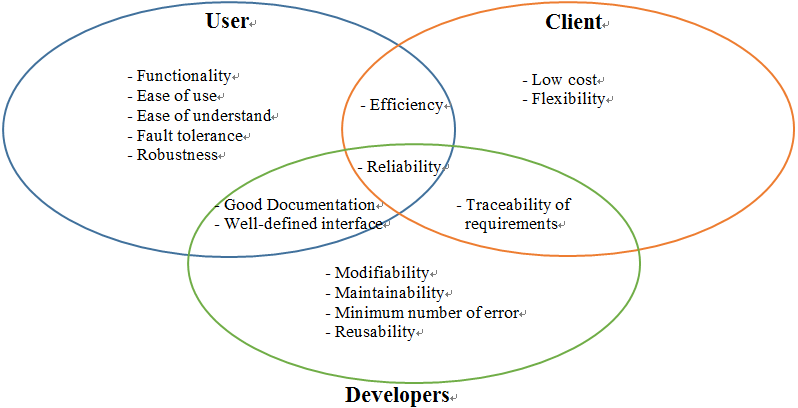 User
Client
- Functionality
- Ease of use
- Ease of understand
- Fault tolerance
- Robustness
- Efficiency
- Low cost
- Flexibility
- Reliability
- Good Documentation
- Well-defined interface
- Traceability of
requirements
- Modifiability
- Maintainability
- Minimum number of error
- Reusability
Developers